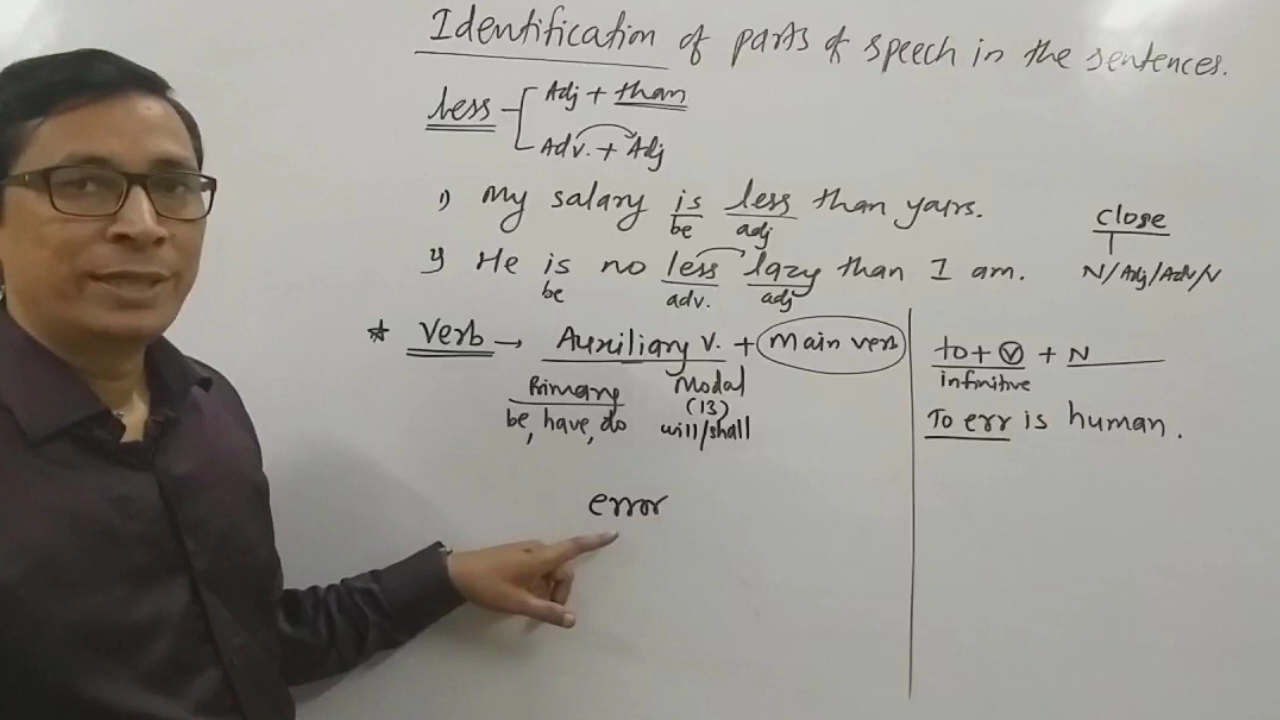 Identification of parts of speech in the sentences.
less
Adj + than
Adv. + Adj
1) My salary is less than yours.
be adj
2) He is no less lazy than I am.
be adv. adj
close
N/Adj/Adv/V
* Verb → Auxiliary V. + Main verb
Primary Modal
(13)
be, have, do will/shall
to + V + N
infinitive
To err is human.
error